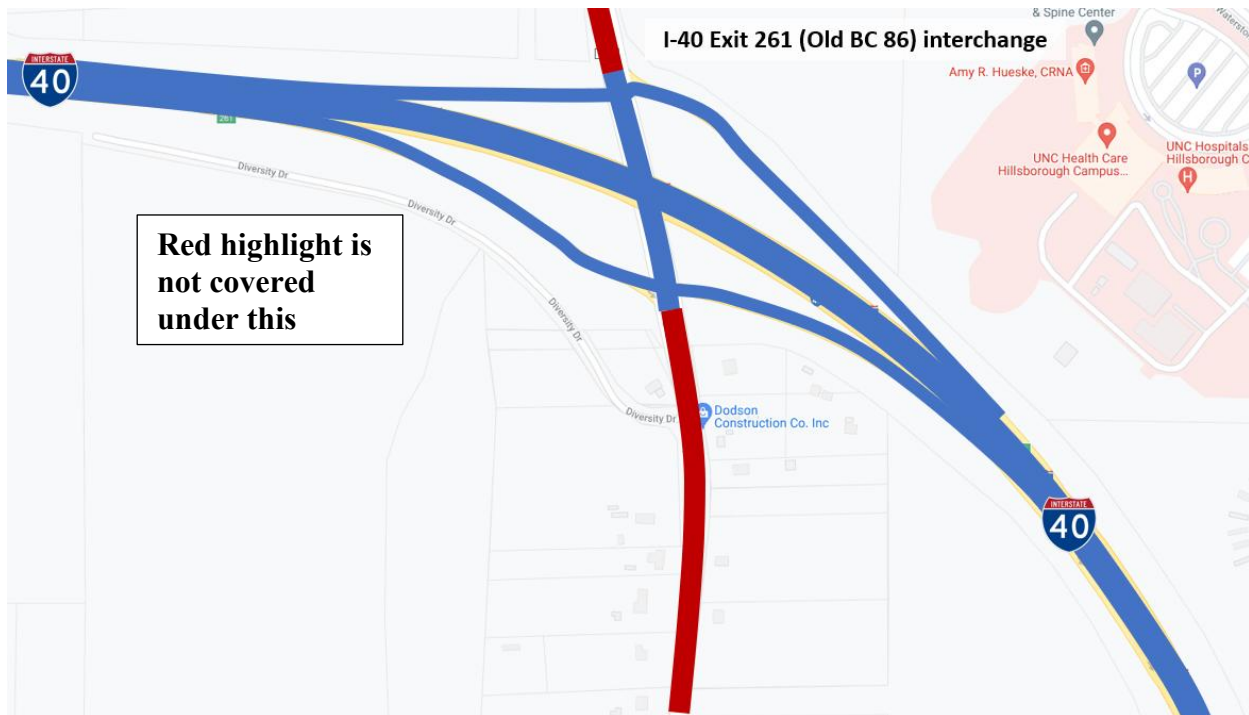 & Spine Center
I-40 Exit 261 (Old BC 86) interchange
Amy R. Hueske, CRNA
P
INTERSTATE
40
261
UNC Health Care
Hillsborough Campus...
UNC Hospitals
Hillsborough C
H
Diversity Dr
Diversity Dr
Red highlight is
not covered
under this
Diversity Dr
Diversity Dr
Dodson
Construction Co. Inc
INTERSTATE
40